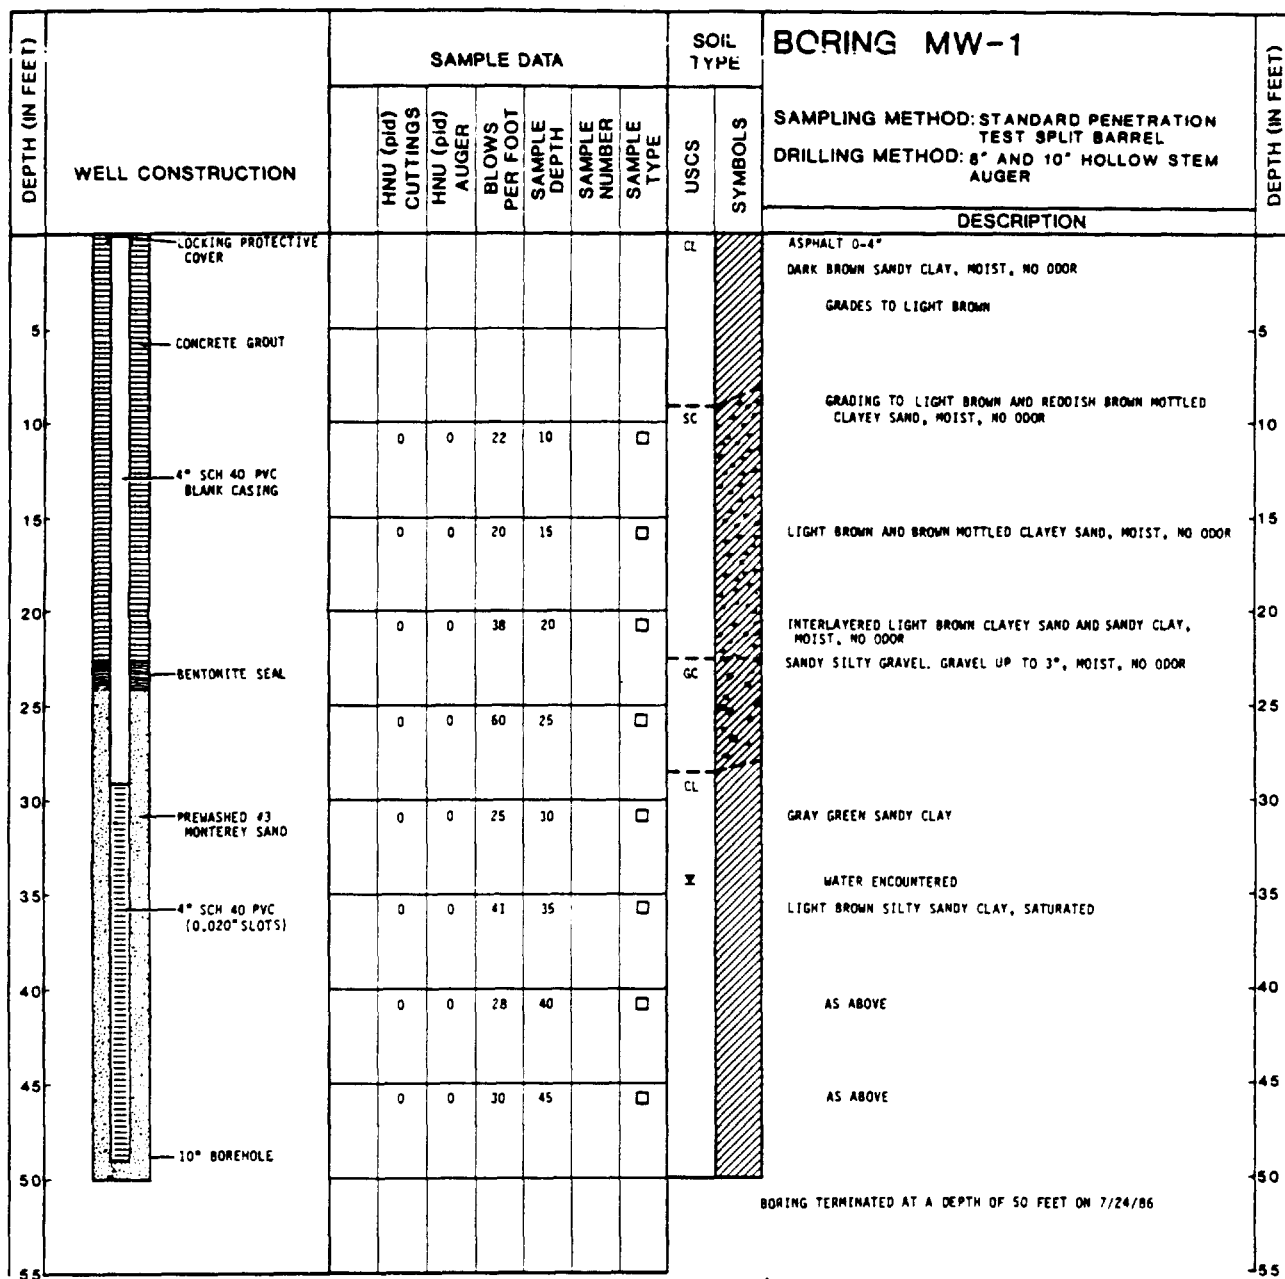 DEPTH (IN FEET)
WELL CONSTRUCTION
SAMPLE DATA
HNU (pid) CUTTINGS
HNU (pid) AUGER
BLOWS PER FOOT
SAMPLE DEPTH
SAMPLE NUMBER
SAMPLE TYPE
SOIL TYPE
USCS
SYMBOLS
BORING MW-1
SAMPLING METHOD: STANDARD PENETRATION
TEST SPLIT BARREL
DRILLING METHOD: 8" AND 10" HOLLOW STEM
AUGER
DESCRIPTION
DEPTH (IN FEET)
LOCKING PROTECTIVE
COVER
CL
ASPHALT 0-4"
DARK BROWN SANDY CLAY, MOIST, NO ODOR
GRADES TO LIGHT BROWN
5 5
CONCRETE GROUT
GRADING TO LIGHT BROWN AND REDDISH BROWN MOTTLED
CLAYEY SAND, MOIST, NO ODOR
SC
10 10
0 0 22 10
4" SCH 40 PVC
BLANK CASING
15 15
0 0 20 15 LIGHT BROWN AND BROWN MOTTLED CLAYEY SAND, MOIST, NO ODOR
20 20
0 0 38 20 INTERLAYERED LIGHT BROWN CLAYEY SAND AND SANDY CLAY,
MOIST, NO ODOR
BENTONITE SEAL
GC
SANDY SILTY GRAVEL. GRAVEL UP TO 3", MOIST, NO ODOR
25 25
0 0 60 25
CL
30 30
PREWASHED #3
MONTEREY SAND
0 0 25 30 GRAY GREEN SANDY CLAY
WATER ENCOUNTERED
35 35
4" SCH 40 PVC
(0.020" SLOTS)
0 0 41 35 LIGHT BROWN SILTY SANDY CLAY, SATURATED
40 40
0 0 28 40 AS ABOVE
45 45
0 0 30 45 AS ABOVE
10" BOREHOLE
50 50
BORING TERMINATED AT A DEPTH OF 50 FEET ON 7/24/86
55 55